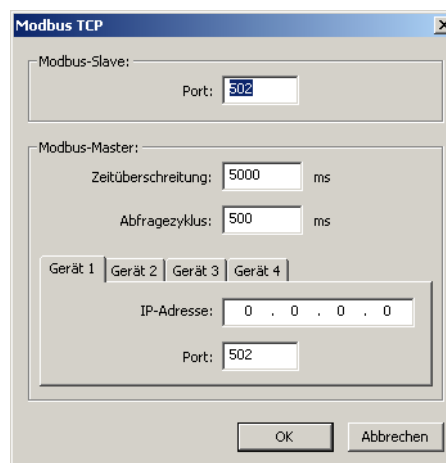 Modbus TCP
Modbus-Slave:
Port: 502
Modbus-Master:
Zeitüberschreitung: 5000 ms
Abfragezyklus: 500 ms
Gerät 1 Gerät 2 Gerät 3 Gerät 4
IP-Adresse: 0 . 0 . 0 . 0
Port: 502
OK Abbrechen